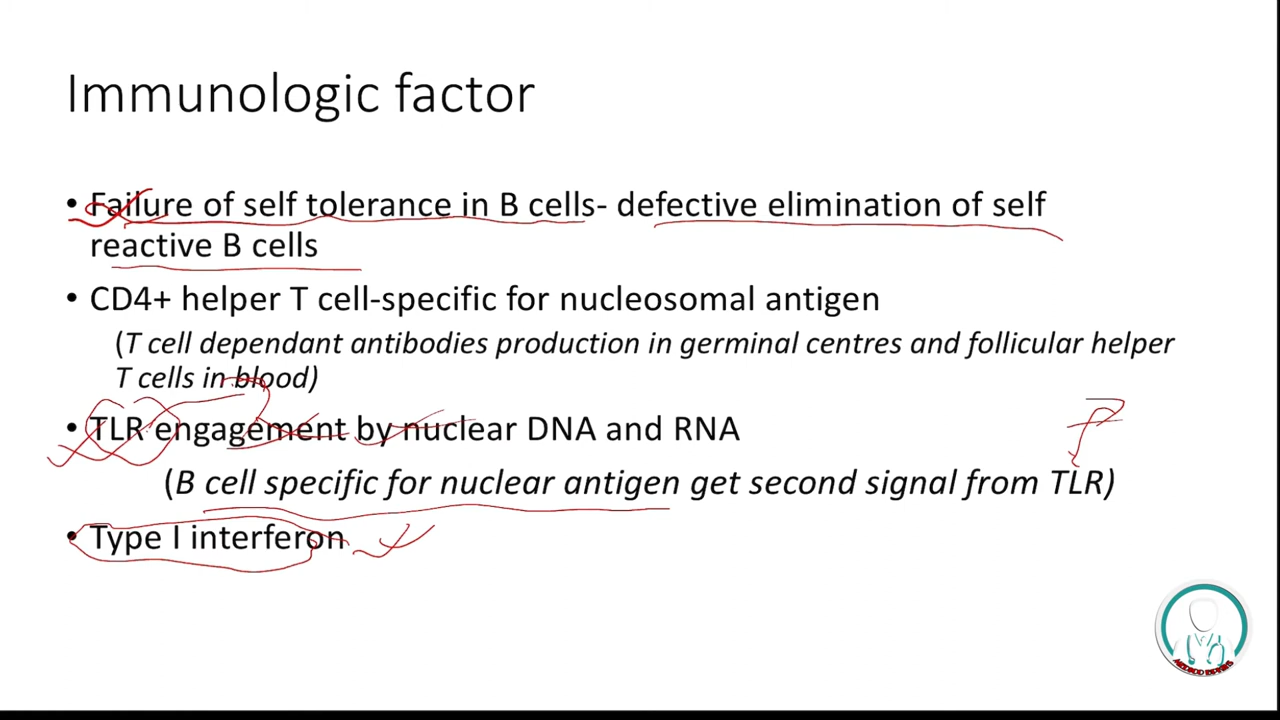 Immunologic factor
• Failure of self tolerance in B cells- defective elimination of self
reactive B cells
• CD4+ helper T cell-specific for nucleosomal antigen
(T cell dependant antibodies production in germinal centres and follicular helper
T cells in blood)
• TLR engagement by nuclear DNA and RNA
(B cell specific for nuclear antigen get second signal from TLR)
• Type I interferon